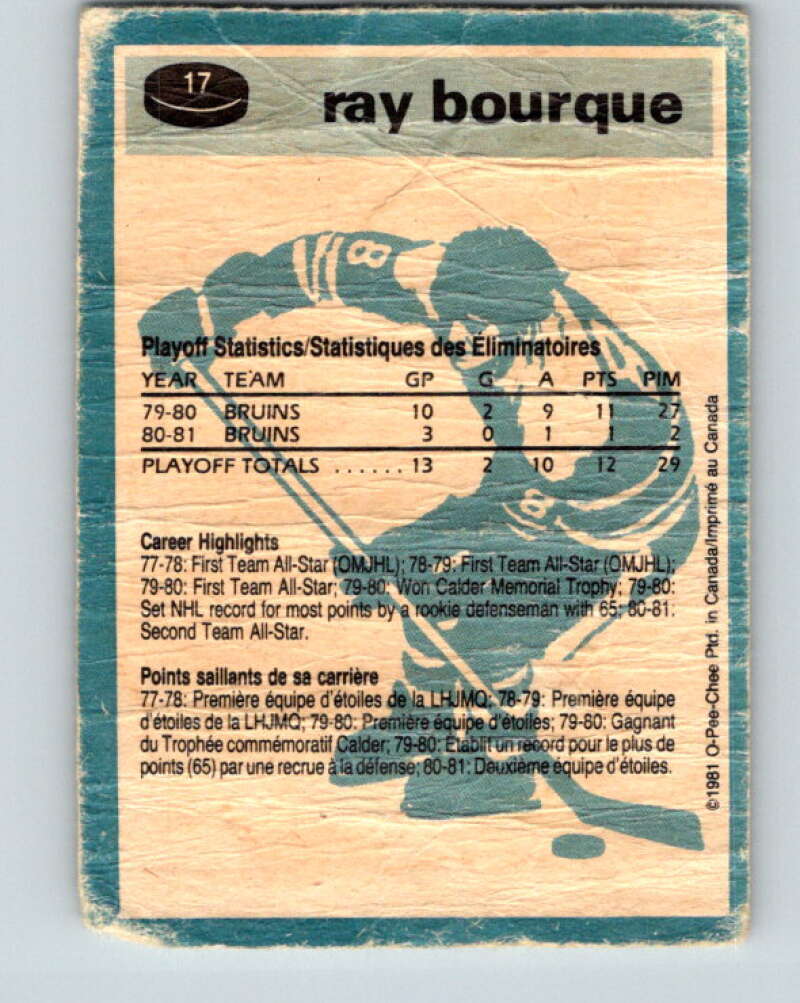 17
ray bourque
8
Playoff Statistics/Statistiques des Éliminatoires
YEAR TEAM GP G A PTS PIM
79-80 BRUINS 10 2 9 11 27
80-81 BRUINS 3 0 1 1 2
PLAYOFF TOTALS ...... 13 2 10 12 29
8
Career Highlights
77-78: First Team All-Star (OMJHL); 78-79: First Team All-Star (OMJHL);
79-80: First Team All-Star; 79-80: Won Calder Memorial Trophy; 79-80:
Set NHL record for most points by a rookie defenseman with 65; 80-81:
Second Team All-Star.
Points saillants de sa carrière
77-78: Première équipe d'étoiles de la LHJMQ; 78-79: Première équipe
d'étoiles de la LHJMQ; 79-80: Première équipe d'étoiles; 79-80: Gagnant
du Trophée commémoratif Calder; 79-80: Etablit un record pour le plus de
points (65) par une recrue à la défense; 80-81: Deuxième équipe d'étoiles.
©1981 O-Pee-Chee Ptd. in Canada/Imprimé au Canada